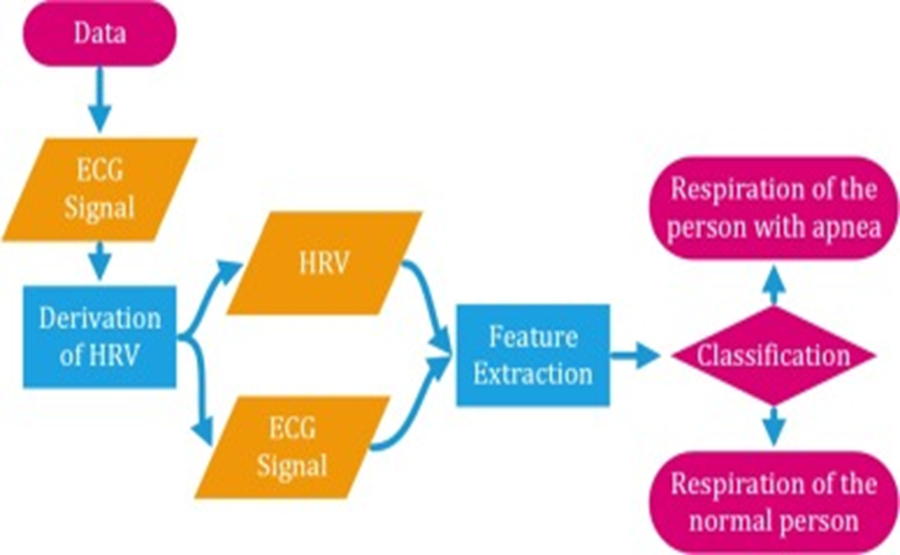 Data
ECG
Signal
Derivation
of HRV
HRV
ECG
Signal
Feature
Extraction
Classification
Respiration of the
person with apnea
Respiration of the
normal person